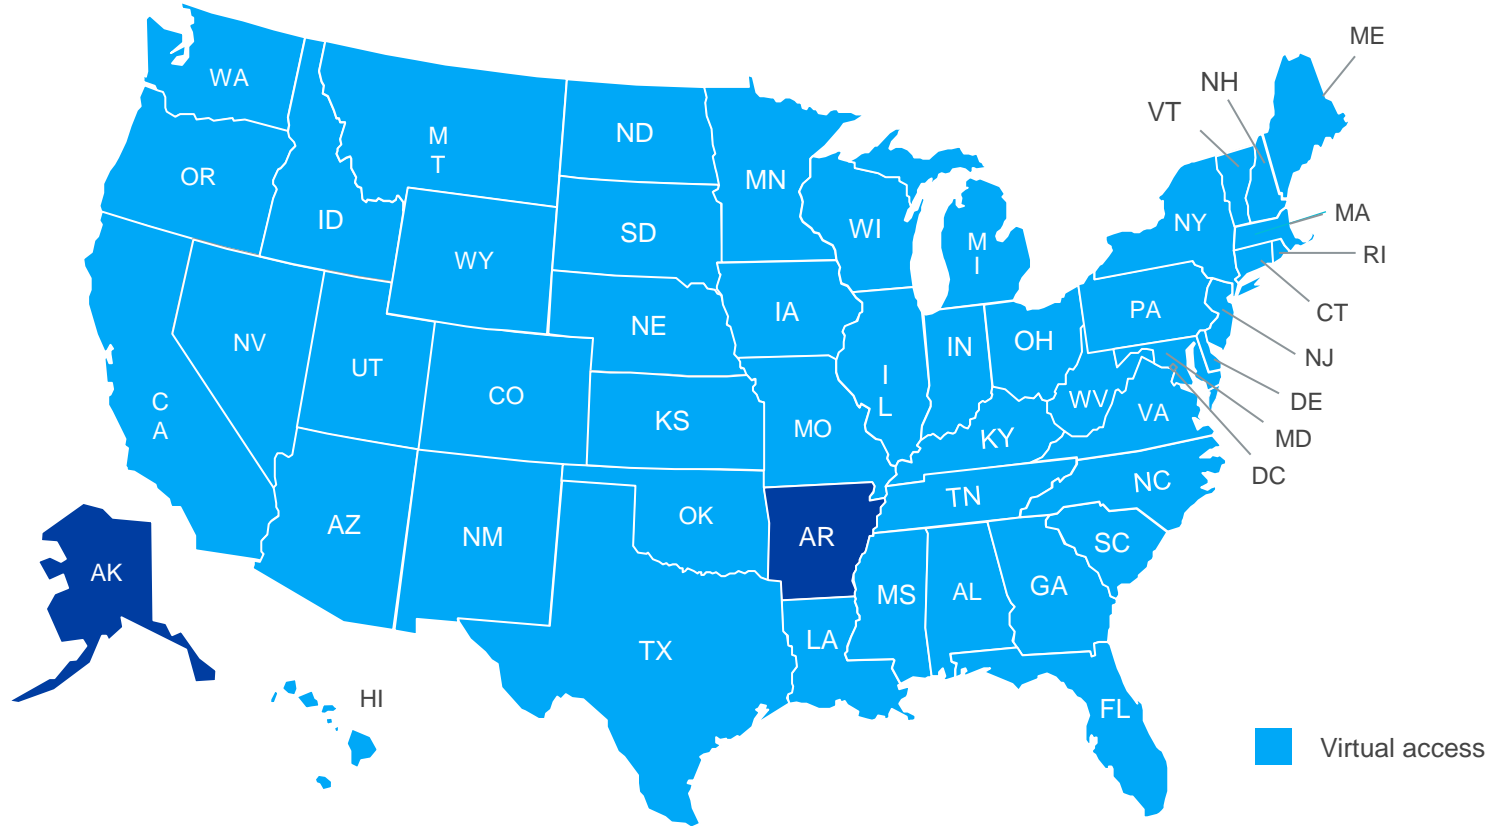 ME
NH
VT
WA
ND
M
T
OR
MN
ID
WI
SD
M
I
NY
MA
RI
WY
CT
PA
IA
NE
NV
IN
OH
NJ
UT
CO
I
L
WV
DE
C
A
KS
MO
KY
VA
MD
DC
TN
NC
AZ
NM
OK
AR
SC
AK
MS
AL
GA
TX
LA
HI
FL
Virtual access